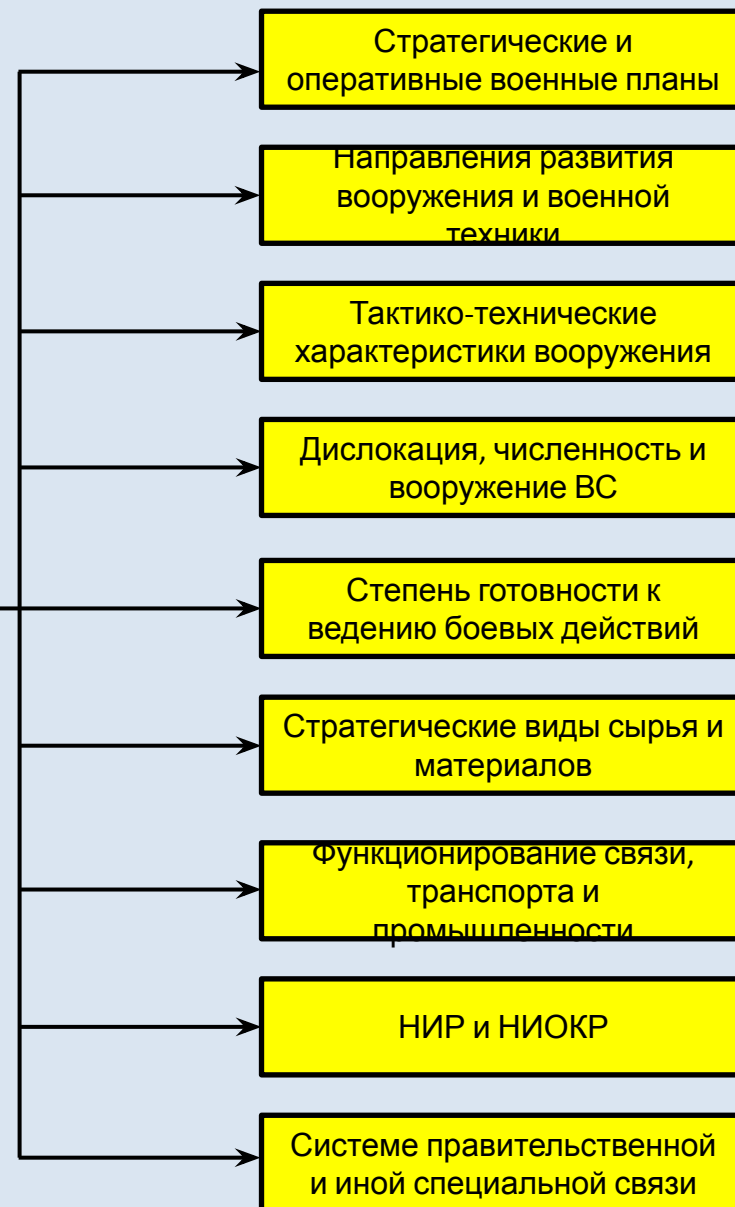 Стратегические и
оперативные военные планы
Направления развития
вооружения и военной
техники
Тактико-технические
характеристики вооружения
Дислокация, численность и
вооружение ВС
Степень готовности к
ведению боевых действий
Стратегические виды сырья и
материалов
Функционирование связи,
транспорта и
промышленности
НИР и НИОКР
Системе правительственной
и иной специальной связи